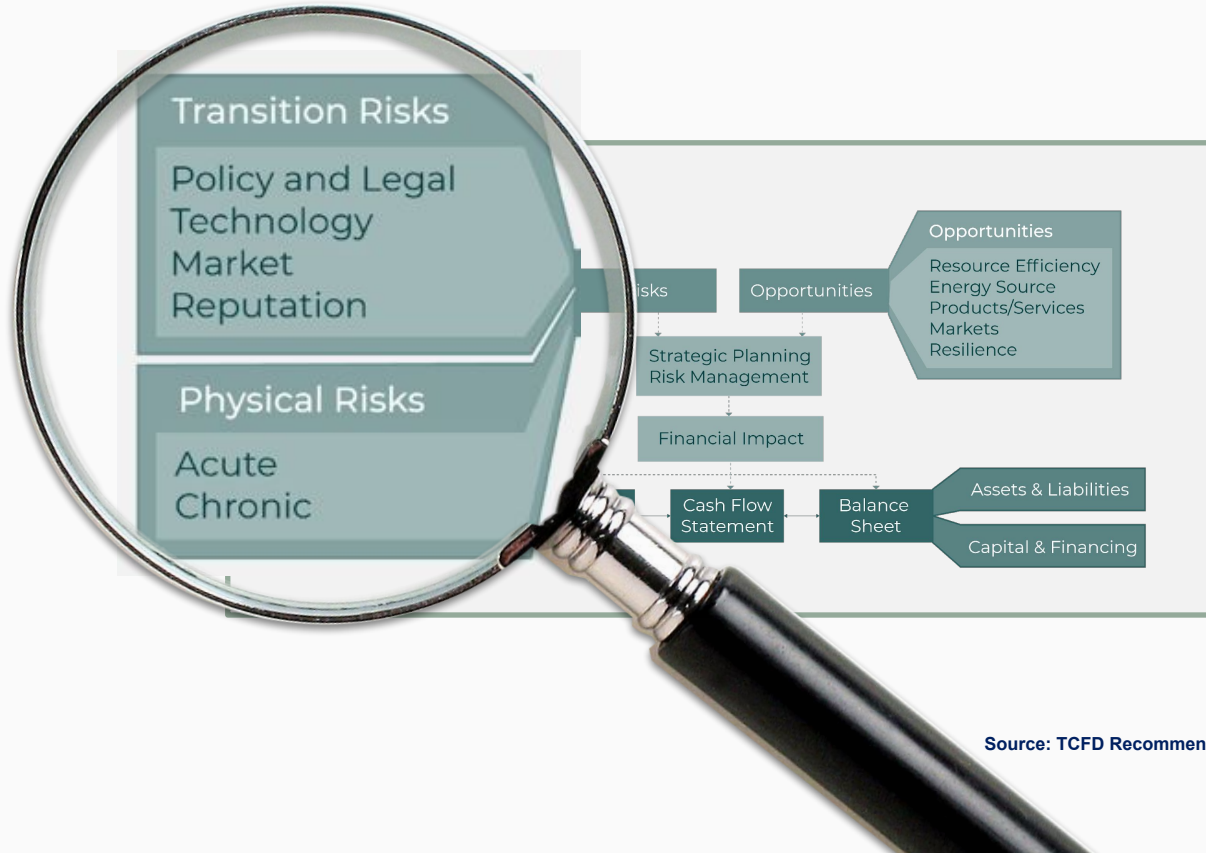 Transition Risks
Policy and Legal
Technology
Market
Reputation
Physical Risks
Acute
Chronic
Opportunities
Strategic Planning
Risk Management
Financial Impact
Cash Flow
Statement
Balance
Sheet
Opportunities
Resource Efficiency
Energy Source
Products/Services
Markets
Resilience
Assets & Liabilities
Capital & Financing
Source: TCFD